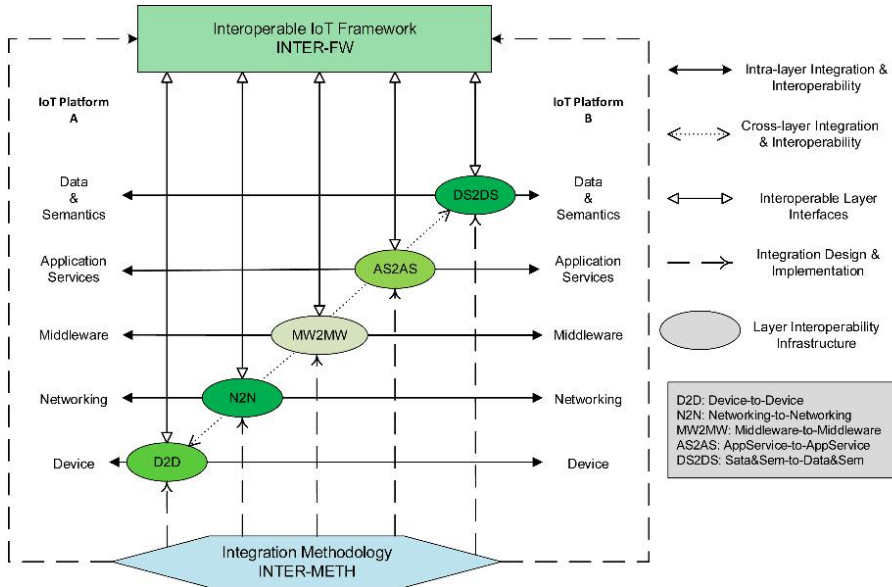 Interoperable IoT Framework
INTER-FW
IoT Platform
A
IoT Platform
B
Data
&
Semantics
DS2DS
Data
&
Semantics
Application
Services
AS2AS
Application
Services
Middleware
MW2MW
Middleware
Networking
N2N
Networking
Device
D2D
Device
Integration Methodology
INTER-METH
Intra-layer Integration &
Interoperability
Cross-layer Integration
& Interoperability
Interoperable Layer
Interfaces
Integration Design &
Implementation
Layer Interoperability
Infrastructure
D2D: Device-to-Device
N2N: Networking-to-Networking
MW2MW: Middleware-to-Middleware
AS2AS: AppService-to-AppService
DS2DS: Sata&Sem-to-Data&Sem